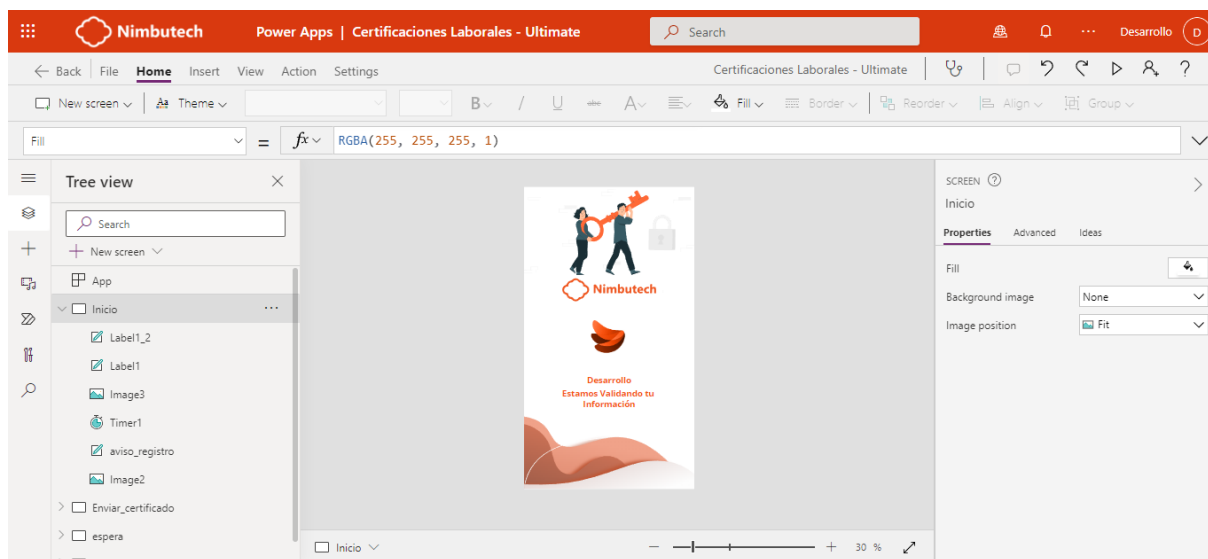 Nimbutech Power Apps | Certificaciones Laborales - Ultimate Search Desarrollo D
Back File Home Insert View Action Settings Certificaciones Laborales - Ultimate
New screen Theme B / U abc A Fill Border Reorder Align Group
Fill = fx RGBA(255, 255, 255, 1)
Tree view
Search
New screen
App
Inicio
Label1_2
Label1
Image3
Timer1
aviso_registro
Image2
Enviar_certificado
espera
Nimbutech
Desarrollo
Estamos Validando tu
Información
Inicio 30 %
SCREEN
Inicio
Properties Advanced Ideas
Fill
Background image None
Image position Fit